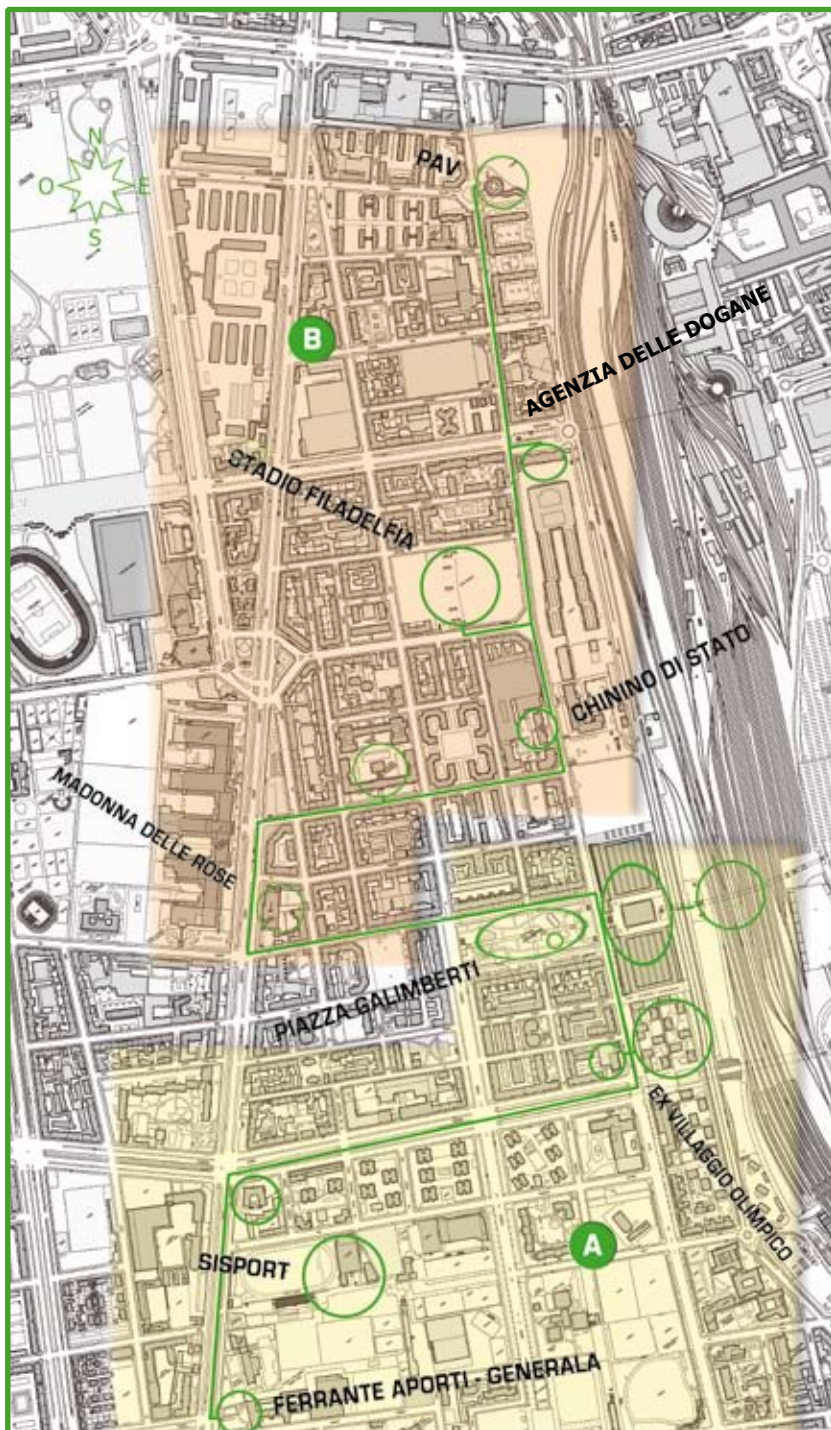 PAV
N
O E
S
B
AGENZIA DELLE DOGANE
STADIO FILADELFIA
CHININO DI STATO
MADONNA DELLE ROSE
PIAZZA GALIMBERTI
EX VILLAGGIO OLIMPICO
A
SISPORT
FERRANTE APORTI - GENERALA